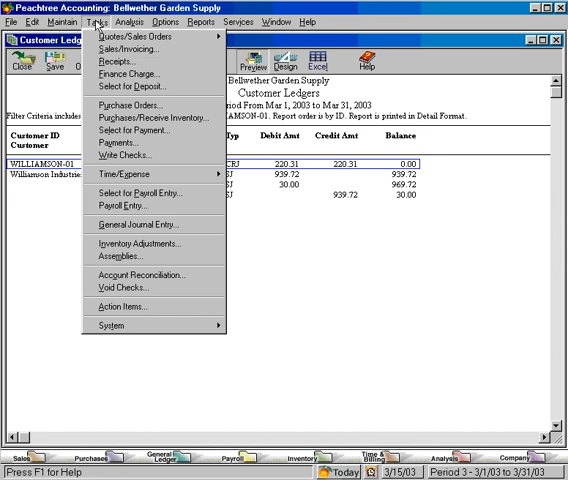 Peachtree Accounting: Bellwether Garden Supply
File Edit Maintain Tasks Analysis Options Reports Services Window Help
Customer Ledg
Close Save O Preview Design Excel Help
Quotes/Sales Orders
Sales/Invoicing...
Receipts...
Finance Charge...
Select for Deposit...
Purchase Orders...
Purchases/Receive Inventory...
Select for Payment...
Payments...
Write Checks...
Time/Expense
Select for Payroll Entry...
Payroll Entry...
General Journal Entry...
Inventory Adjustments...
Assemblies...
Account Reconciliation...
Void Checks...
Action Items...
System
Bellwether Garden Supply
Customer Ledgers
riod From Mar 1, 2003 to Mar 31, 2003
Filter Criteria includes AMSON-01. Report order is by ID. Report is printed in Detail Format.
Customer ID Typ Debit Amt Credit Amt Balance
Customer
WILLIAMSON-01 CRJ 220.31 220.31 0.00
Williamson Industrie SJ 939.72 939.72
SJ 30.00 969.72
SJ 939.72 30.00
Sales Purchases General Ledger Payroll Inventory Time & Billing Analysis Company
Press F1 for Help Today 3/15/03 Period 3 - 3/1/03 to 3/31/03